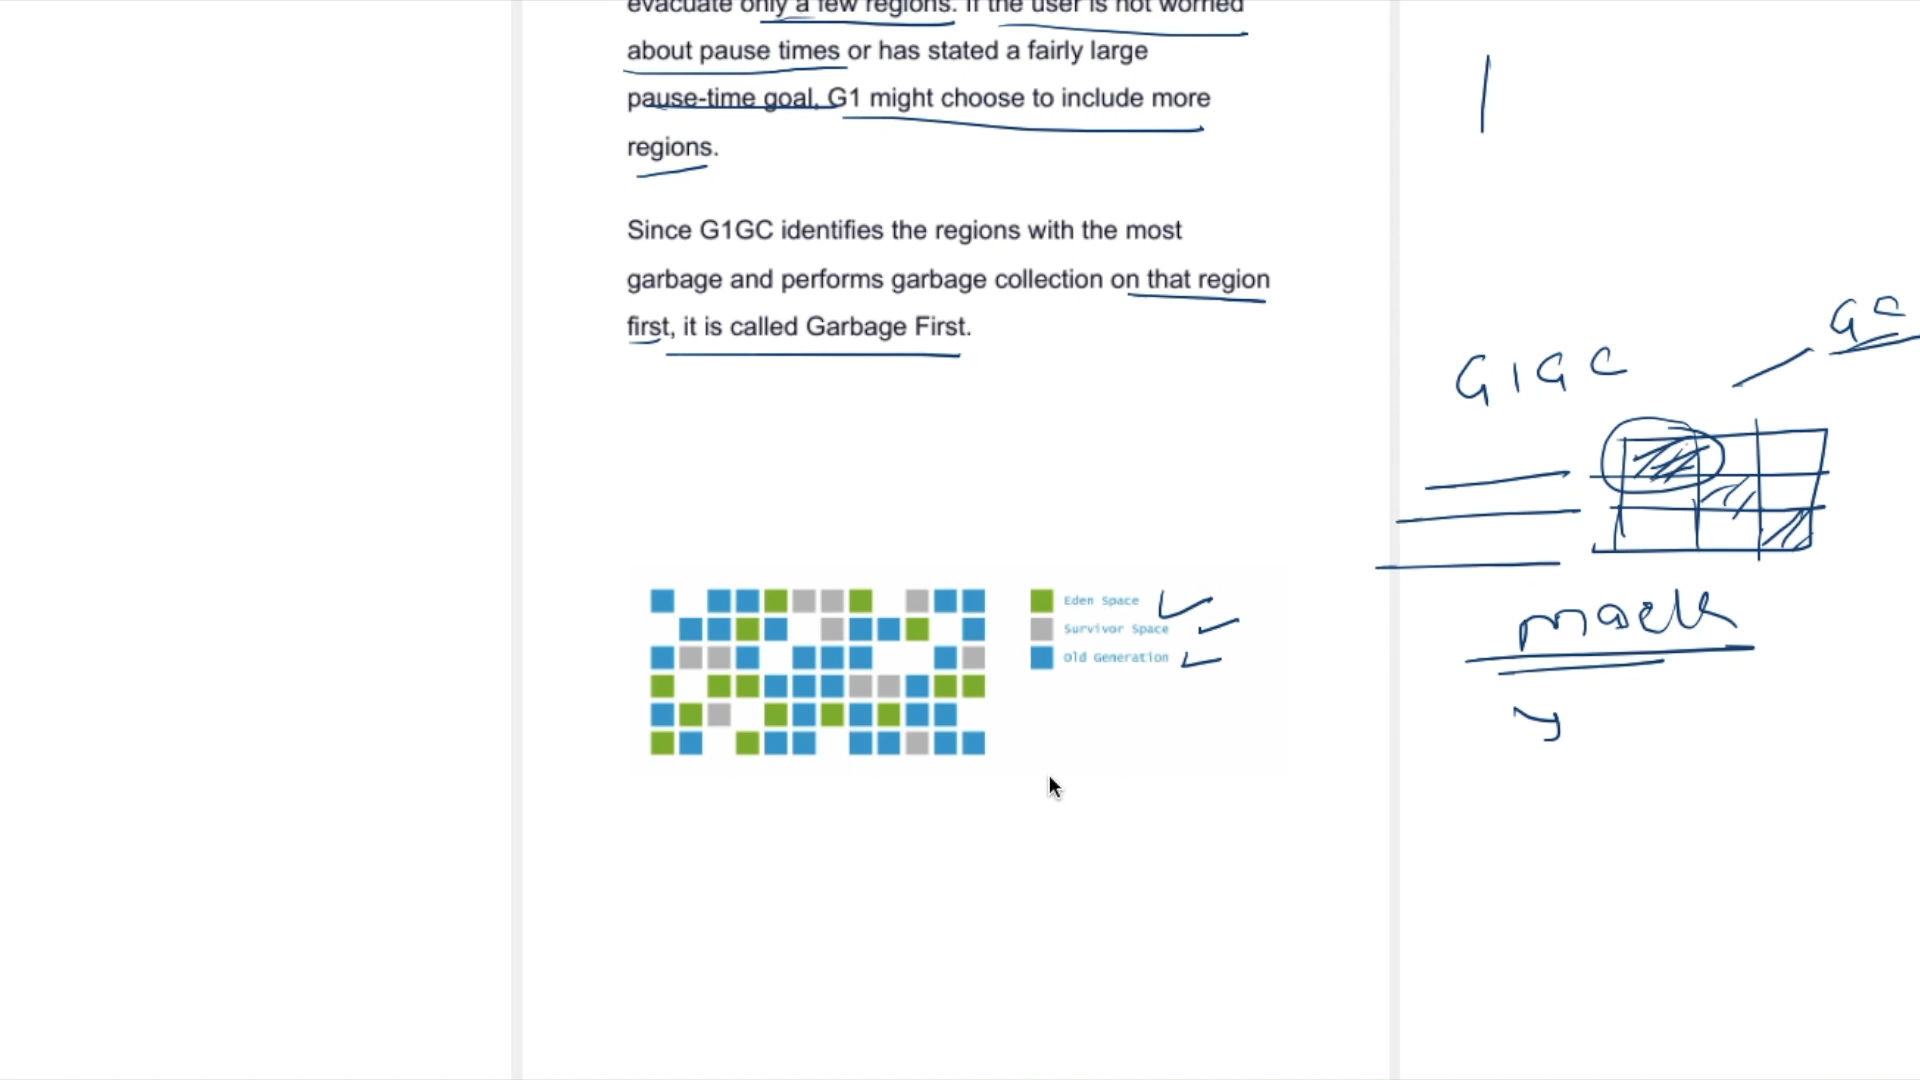 evacuate only a few regions. If the user is not worried
about pause times or has stated a fairly large
pause-time goal, G1 might choose to include more
regions.
Since G1GC identifies the regions with the most
garbage and performs garbage collection on that region
first, it is called Garbage First.
GC
G1GC
Eden Space
Survivor Space
Old Generation
mark